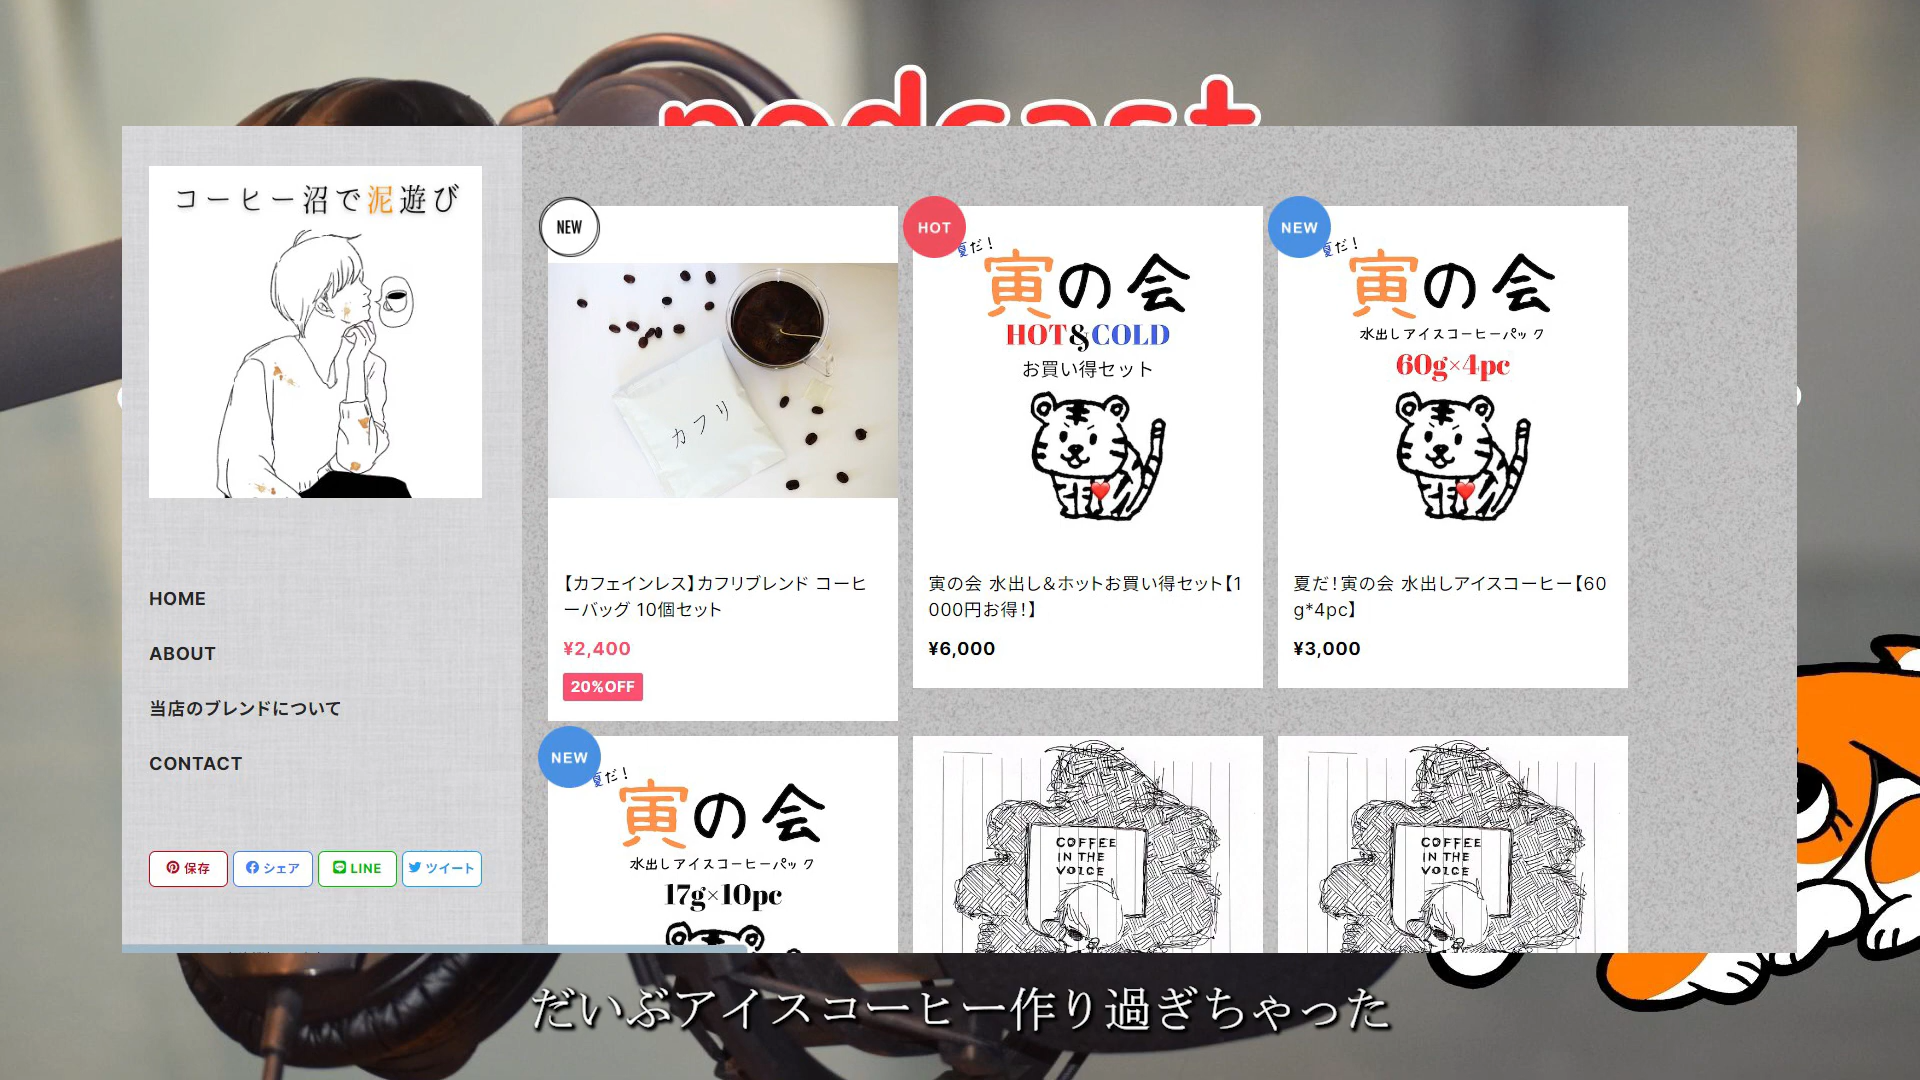 podcast
コーヒー沼で泥遊び
HOME
ABOUT
当店のブレンドについて
CONTACT
保存
シェア
LINE
ツイート
NEW
カフリ
【カフェインレス】カフリブレンド コーヒ
ーバッグ 10個セット
¥2,400
20%OFF
HOT
夏だ!
寅の会
HOT&COLD
お買い得セット
寅の会 水出し&ホットお買い得セット【1
000円お得!】
¥6,000
NEW
夏だ!
寅の会
水出しアイスコーヒーパック
60g×4pc
夏だ!寅の会 水出しアイスコーヒー【60
g*4pc】
¥3,000
NEW
夏だ!
寅の会
水出しアイスコーヒーパック
17g×10pc
COFFEE
IN THE
VOICE
COFFEE
IN THE
VOICE
だいぶアイスコーヒー作り過ぎちゃった